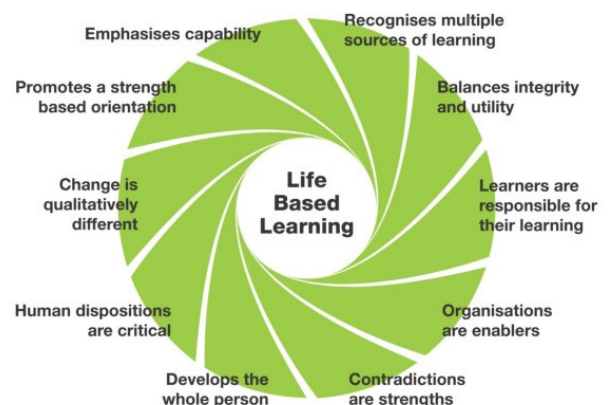 Emphasises capability
Recognises multiple
sources of learning
Promotes a strength
based orientation
Balances integrity
and utility
Life
Based
Learning
Change is
qualitatively
different
Learners are
responsible for
their learning
Human dispositions
are critical
Organisations
are enablers
Develops the
whole person
Contradictions
are strengths